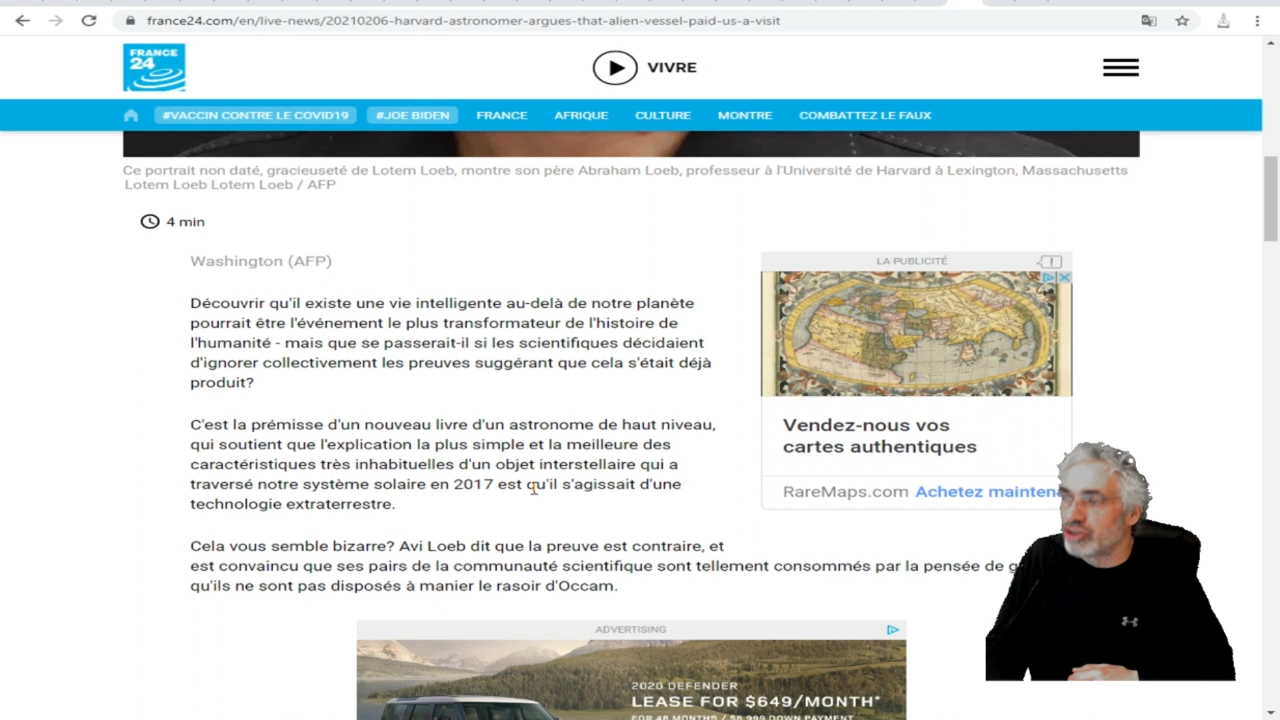 france24.com/en/live-news/20210206-harvard-astronomer-argues-that-alien-vessel-paid-us-a-visit
FRANCE
24
VIVRE
#VACCIN CONTRE LE COVID19 #JOE BIDEN FRANCE AFRIQUE CULTURE MONTRE COMBATTEZ LE FAUX
Ce portrait non daté, gracieuseté de Lotem Loeb, montre son père Abraham Loeb, professeur à l'Université de Harvard à Lexington, Massachusetts
Lotem Loeb Lotem Loeb / AFP
4 min
Washington (AFP)
Découvrir qu'il existe une vie intelligente au-delà de notre planète
pourrait être l'événement le plus transformateur de l'histoire de
l'humanité - mais que se passerait-il si les scientifiques décidaient
d'ignorer collectivement les preuves suggérant que cela s'était déjà
produit?
C'est la prémisse d'un nouveau livre d'un astronome de haut niveau,
qui soutient que l'explication la plus simple et la meilleure des
caractéristiques très inhabituelles d'un objet interstellaire qui a
traversé notre système solaire en 2017 est qu'il s'agissait d'une
technologie extraterrestre.
Cela vous semble bizarre? Avi Loeb dit que la preuve est contraire, et
est convaincu que ses pairs de la communauté scientifique sont tellement consommés par la pensée de
qu'ils ne sont pas disposés à manier le rasoir d'Occam.
LA PUBLICITÉ
Vendez-nous vos
cartes authentiques
RareMaps.com Achetez mainten
ADVERTISING
2020 DEFENDER
LEASE FOR $649/MONTH*
FOR 48 MONTHS / $6,999 DOWN PAYMENT